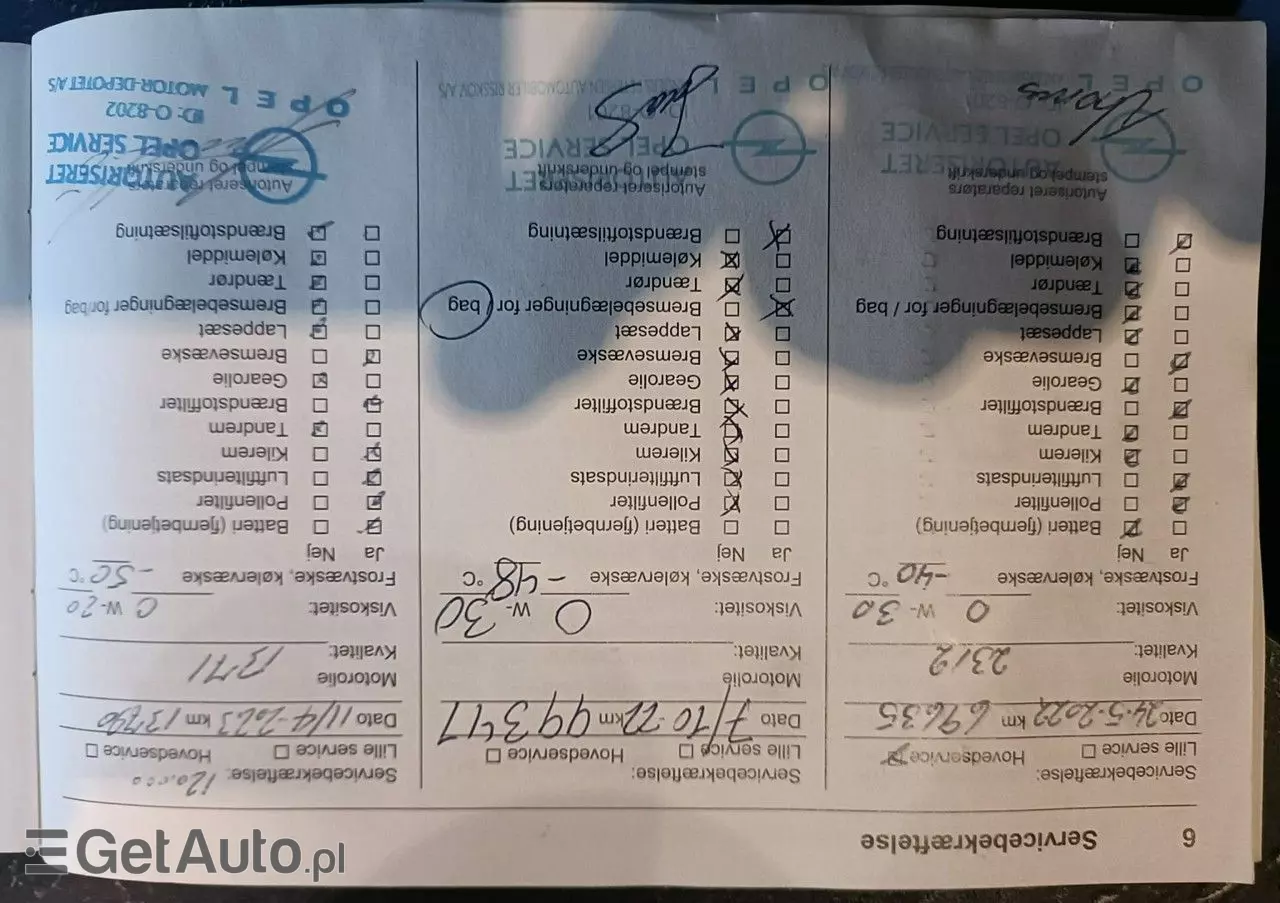 6 Servicebekræftelse
Servicebekræftelse:
Lille service Hovedservice
Dato 24-5-2022 km 69635
Motorolie
Kvalitet: 2312
Viskositet: 0 W- 30
Frostvæske, kølervæske -40 °C
Ja Nej
Batteri (fjernbetjening)
Pollenfilter
Luftfilterindsats
Kilerem
Tandrem
Brændstoffilter
Gearolie
Bremsevæske
Lappesæt
Bremsebelægninger for / bag
Tændrør
Kølemiddel
Brændstoftilsætning
Autoriseret reparatørs
stempel og underskrift
AUTORISERET
OPEL SERVICE
OPEL
Servicebekræftelse:
Lille service Hovedservice
Dato 7/10-22 km 99347
Motorolie
Kvalitet:
Viskositet: 0 W- 30
Frostvæske, kølervæske -48 °C
Ja Nej
Batteri (fjernbetjening)
Pollenfilter
Luftfilterindsats
Kilerem
Tandrem
Brændstoffilter
Gearolie
Bremsevæske
Lappesæt
Bremsebelægninger for / bag
Tændrør
Kølemiddel
Brændstoftilsætning
Autoriseret reparatørs
stempel og underskrift
OPEL SERVICE
OPEL
Servicebekræftelse: 120.000
Lille service Hovedservice
Dato 11/4-2023 km
Motorolie
Kvalitet:
Viskositet: 0 W- 20
Frostvæske, kølervæske -50 °C
Ja Nej
Batteri (fjernbetjening)
Pollenfilter
Luftfilterindsats
Kilerem
Tandrem
Brændstoffilter
Gearolie
Bremsevæske
Lappesæt
Bremsebelægninger for bag
Tændrør
Kølemiddel
Brændstoftilsætning
Autoriseret reparatørs
stempel og underskrift
AUTORISERET
OPEL SERVICE
ID: O-8202
OPEL MOTOR-DEPOTET A/S
GetAuto.pl